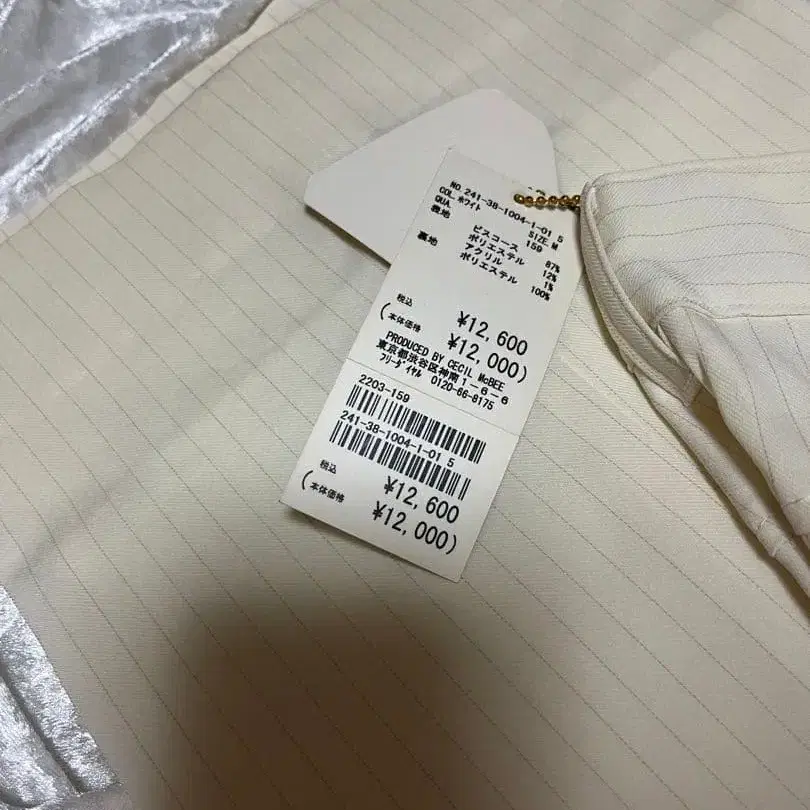 NO. 241-38-1004-1-01 5
COL. ホワイト SIZE. M
QUA. 159
表地 ビスコース 87%
ポリエステル 12%
アクリル 1%
裏地 ポリエステル 100%
税込 ¥12,600
(本体価格 ¥12,000)
PRODUCED BY CECIL McBEE
東京都渋谷区神南1-6-6
フリーダイヤル 0120-66-8175
2203-159
241-38-1004-1-01 5
税込 ¥12,600
(本体価格 ¥12,000)